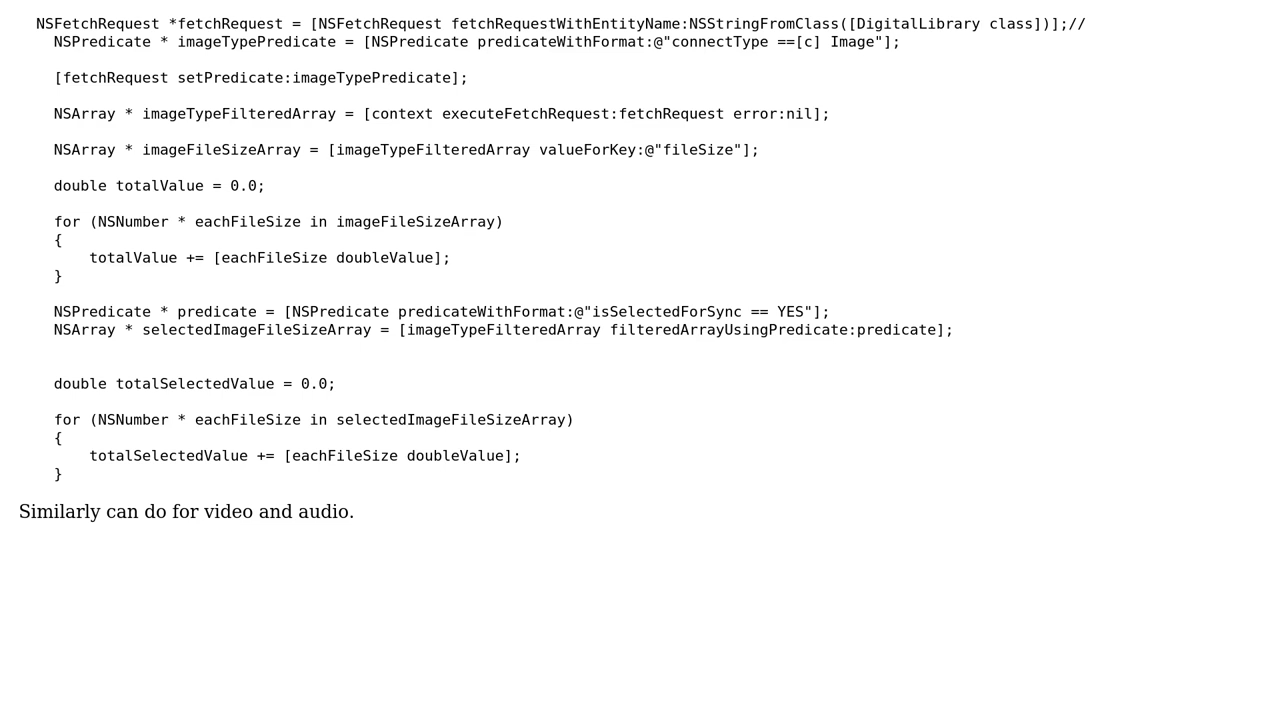 NSFetchRequest *fetchRequest = [NSFetchRequest fetchRequestWithEntityName:NSStringFromClass([DigitalLibrary class])];//
NSPredicate * imageTypePredicate = [NSPredicate predicateWithFormat:@"connectType ==[c] Image"];
[fetchRequest setPredicate:imageTypePredicate];
NSArray * imageTypeFilteredArray = [context executeFetchRequest:fetchRequest error:nil];
NSArray * imageFileSizeArray = [imageTypeFilteredArray valueForKey:@"fileSize"];
double totalValue = 0.0;
for (NSNumber * eachFileSize in imageFileSizeArray)
{
totalValue += [eachFileSize doubleValue];
}
NSPredicate * predicate = [NSPredicate predicateWithFormat:@"isSelectedForSync == YES"];
NSArray * selectedImageFileSizeArray = [imageTypeFilteredArray filteredArrayUsingPredicate:predicate];
double totalSelectedValue = 0.0;
for (NSNumber * eachFileSize in selectedImageFileSizeArray)
{
totalSelectedValue += [eachFileSize doubleValue];
}
Similarly can do for video and audio.